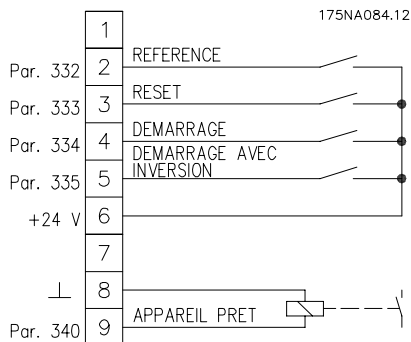 175NA084.12
1
Par. 332 2 REFERENCE
Par. 333 3 RESET
Par. 334 4 DEMARRAGE
DEMARRAGE AVEC
Par. 335 5 INVERSION
+24 V 6
7
8
Par. 340 9 APPAREIL PRET